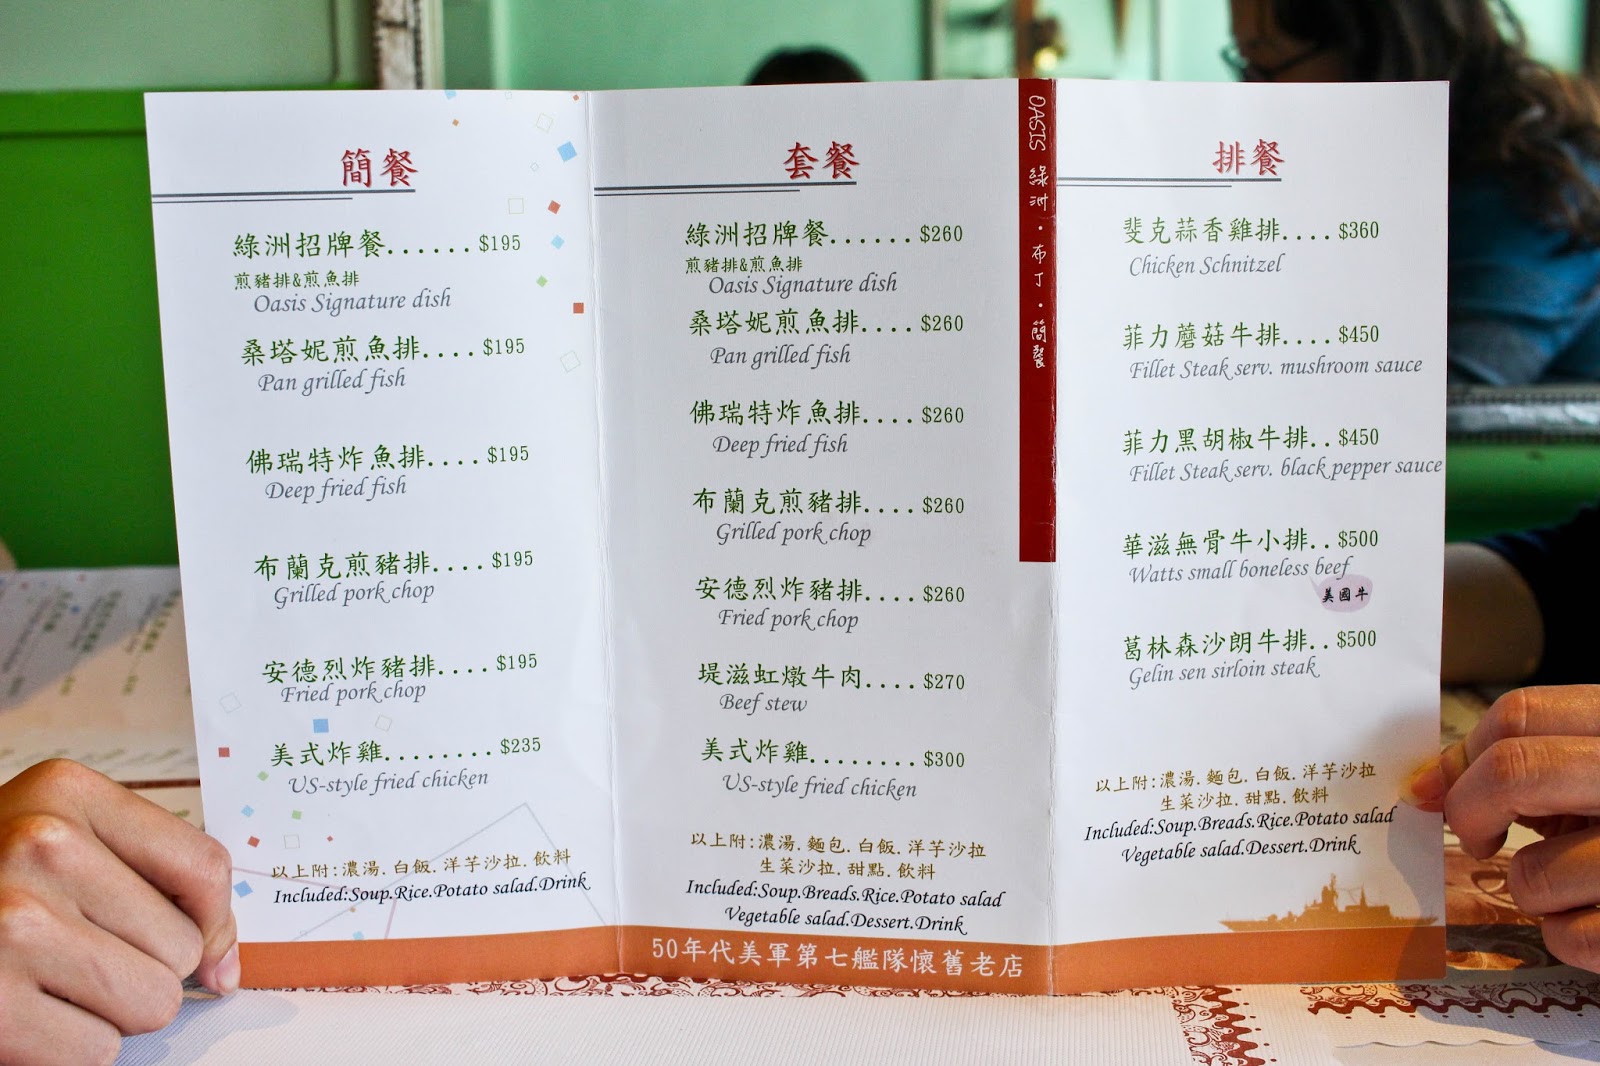 簡餐
綠洲招牌餐......$195
煎豬排&煎魚排
Oasis Signature dish
桑塔妮煎魚排....$195
Pan grilled fish
佛瑞特炸魚排....$195
Deep fried fish
布蘭克煎豬排....$195
Grilled pork chop
安德烈炸豬排....$195
Fried pork chop
美式炸雞........$235
US-style fried chicken
以上附:濃湯.白飯.洋芋沙拉.飲料
Included:Soup.Rice.Potato salad.Drink
套餐
綠洲招牌餐......$260
煎豬排&煎魚排
Oasis Signature dish
桑塔妮煎魚排....$260
Pan grilled fish
佛瑞特炸魚排....$260
Deep fried fish
布蘭克煎豬排....$260
Grilled pork chop
安德烈炸豬排....$260
Fried pork chop
堤滋虹燉牛肉....$270
Beef stew
美式炸雞........$300
US-style fried chicken
以上附:濃湯.麵包.白飯.洋芋沙拉
生菜沙拉.甜點.飲料
Included:Soup.Breads.Rice.Potato salad
Vegetable salad.Dessert.Drink
50年代美軍第七艦隊懷舊老店
OASIS 綠洲·布丁·簡餐
排餐
斐克蒜香雞排....$360
Chicken Schnitzel
菲力蘑菇牛排....$450
Fillet Steak serv. mushroom sauce
菲力黑胡椒牛排..$450
Fillet Steak serv. black pepper sauce
華滋無骨牛小排..$500
Watts small boneless beef
美國牛
葛林森沙朗牛排..$500
Gelin sen sirloin steak
以上附:濃湯.麵包.白飯.洋芋沙拉
生菜沙拉.甜點.飲料
Included:Soup.Breads.Rice.Potato salad
Vegetable salad.Dessert.Drink